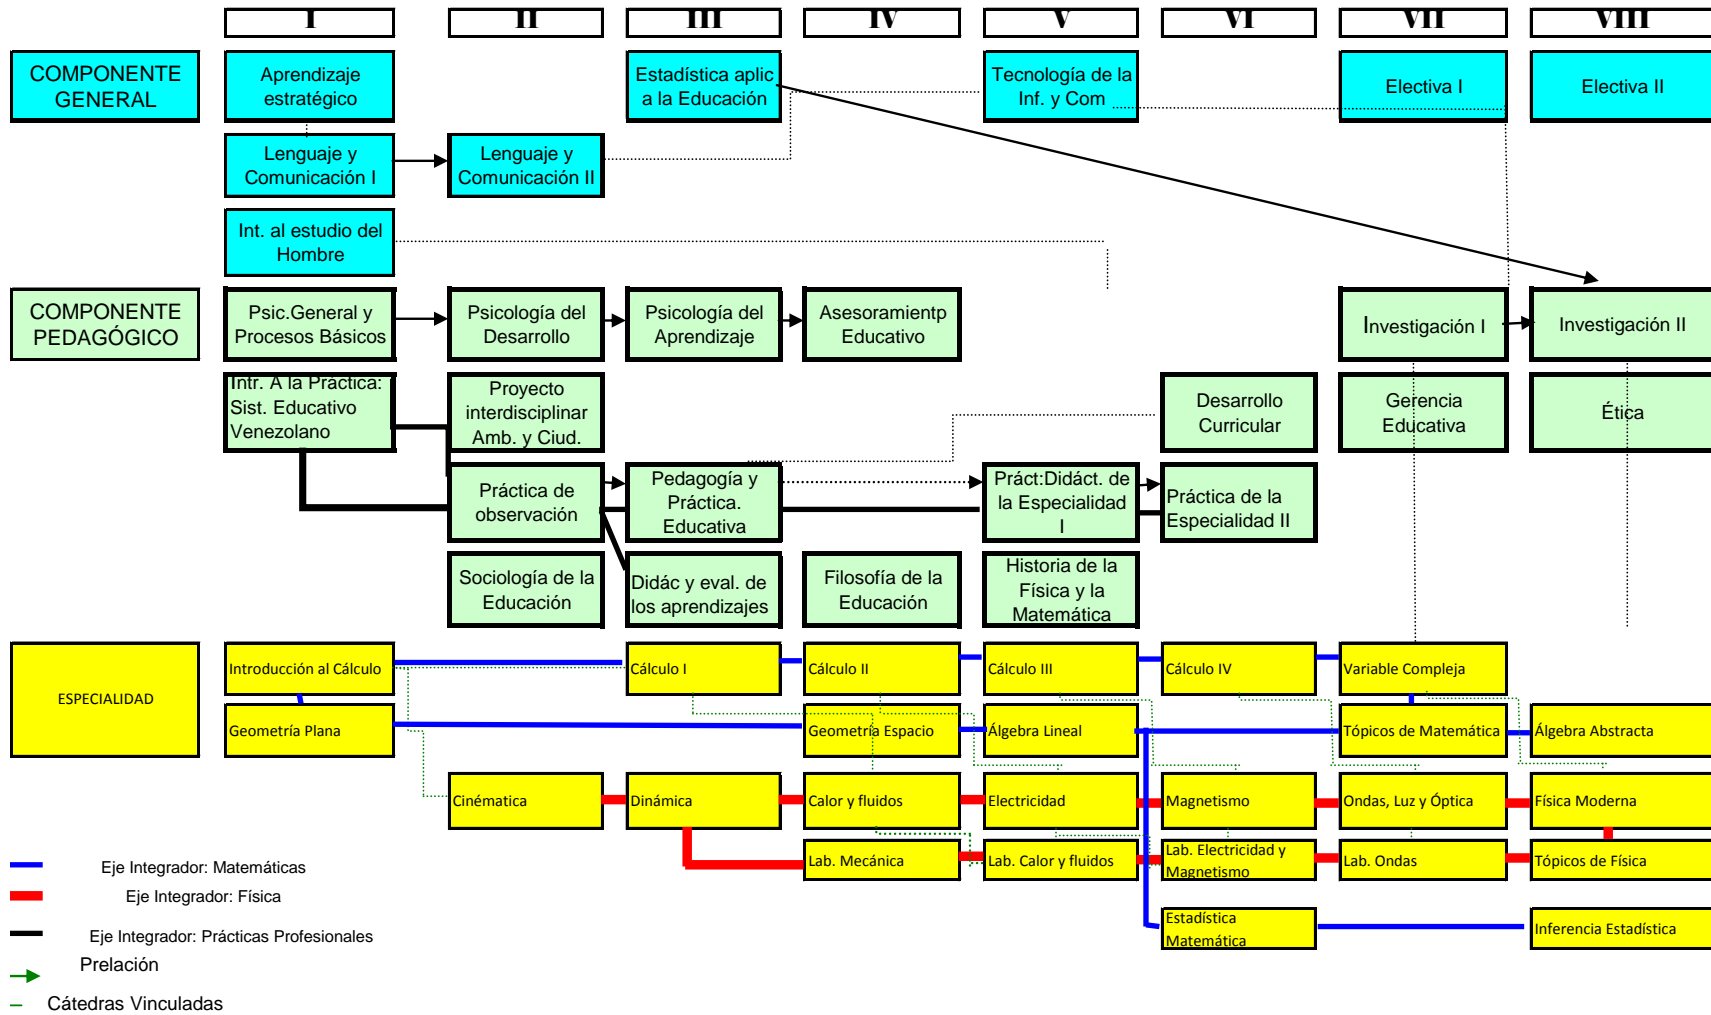 I II III IV V VI VII VIII
COMPONENTE
GENERAL
Aprendizaje
estratégico
Estadística aplic
a la Educación
Tecnología de la
Inf. y Com
Electiva I
Electiva II
Lenguaje y
Comunicación I
Lenguaje y
Comunicación II
Int. al estudio del
Hombre
COMPONENTE
PEDAGÓGICO
Psic.General y
Procesos Básicos
Psicología del
Desarrollo
Psicología del
Aprendizaje
Asesoramientp
Educativo
Investigación I
Investigación II
Intr. A la Práctica:
Sist. Educativo
Venezolano
Proyecto
interdisciplinar
Amb. y Ciud.
Desarrollo
Curricular
Gerencia
Educativa
Ética
Práctica de
observación
Pedagogía y
Práctica.
Educativa
Práct:Didáct. de
la Especialidad
I
Práctica de la
Especialidad II
Sociología de la
Educación
Didác y eval. de
los aprendizajes
Filosofía de la
Educación
Historia de la
Física y la
Matemática
ESPECIALIDAD
Introducción al Cálculo
Cálculo I
Cálculo II
Cálculo III
Cálculo IV
Variable Compleja
Geometría Plana
Geometría Espacio
Álgebra Lineal
Tópicos de Matemática
Álgebra Abstracta
Cinématica
Dinámica
Calor y fluidos
Electricidad
Magnetismo
Ondas, Luz y Óptica
Física Moderna
Lab. Mecánica
Lab. Calor y fluidos
Lab. Electricidad y
Magnetismo
Lab. Ondas
Tópicos de Física
Estadística
Matemática
Inferencia Estadística
Eje Integrador: Matemáticas
Eje Integrador: Física
Eje Integrador: Prácticas Profesionales
Prelación
Cátedras Vinculadas